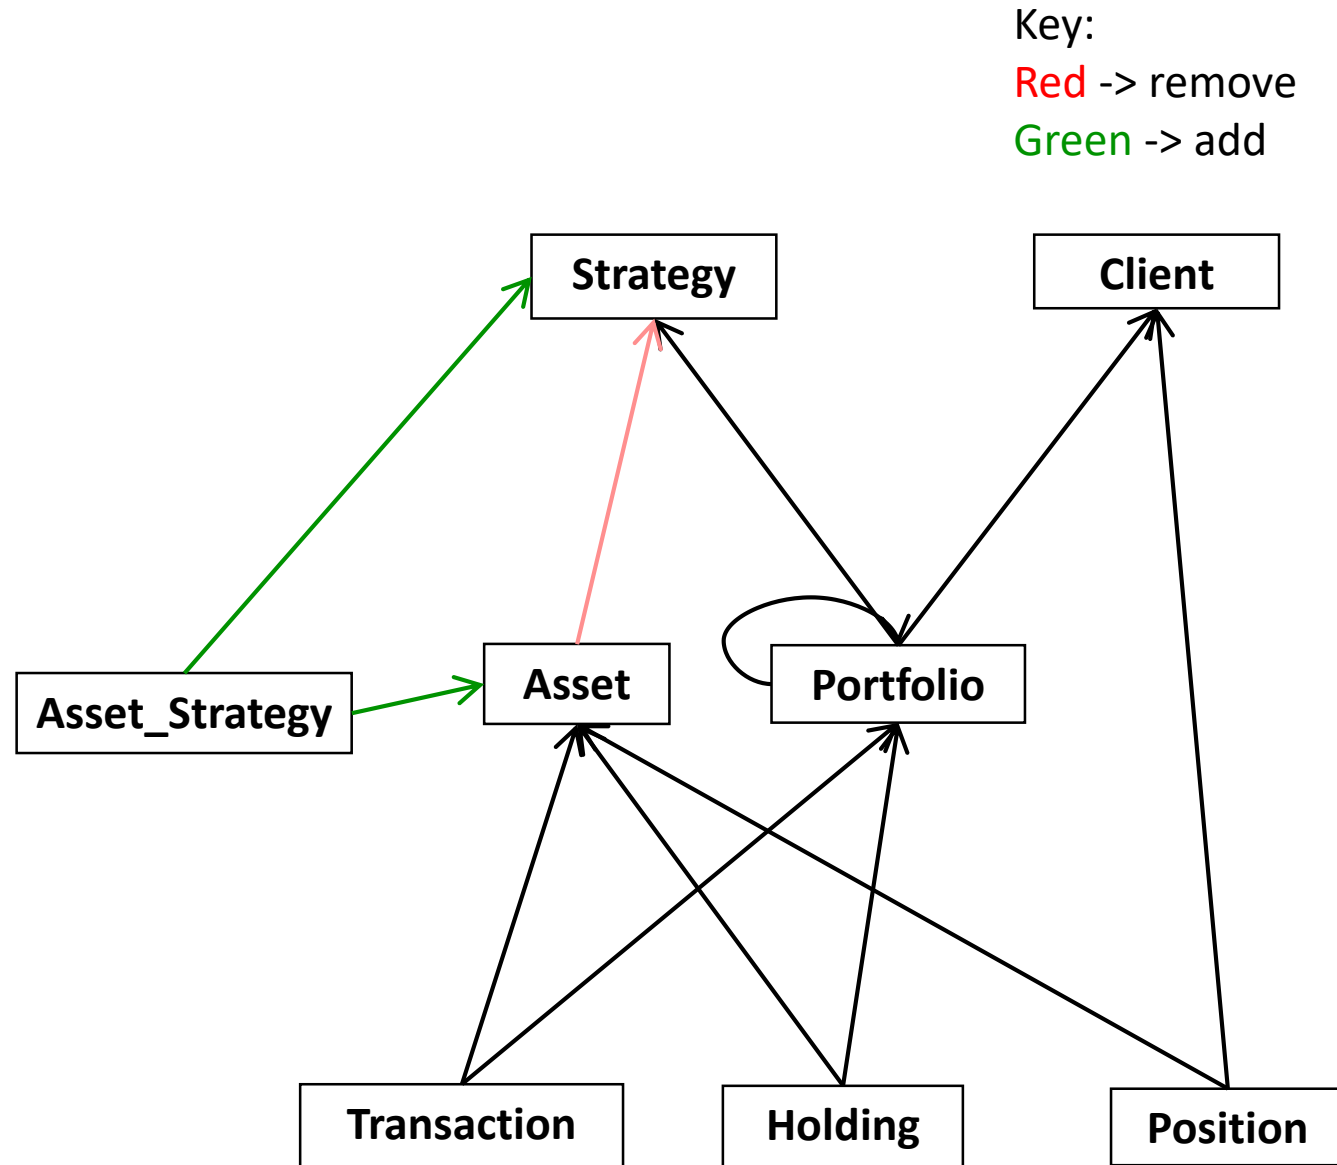 Key:
Red -> remove
Green -> add
Strategy
Client
Asset_Strategy
Asset
Portfolio
Transaction
Holding
Position